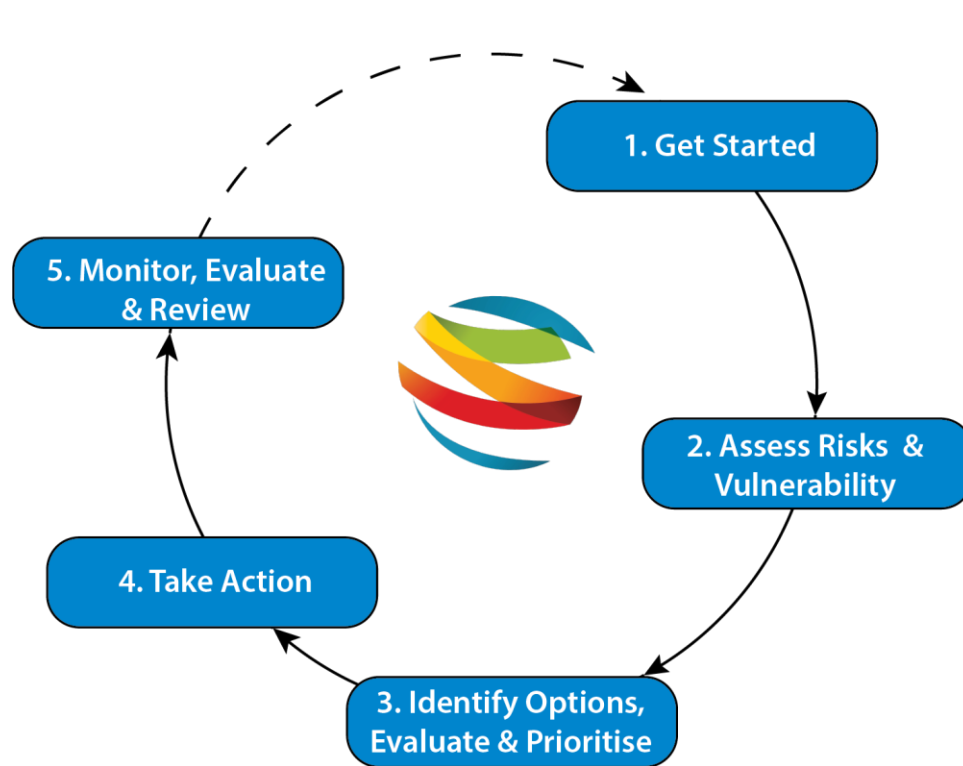 1. Get Started
2. Assess Risks &
Vulnerability
3. Identify Options,
Evaluate & Prioritise
4. Take Action
5. Monitor, Evaluate
& Review